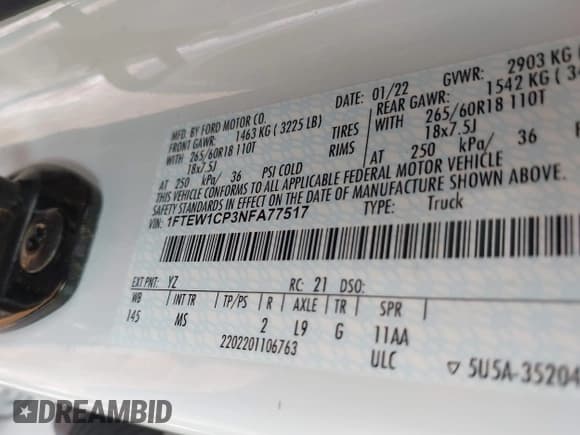 MFD. BY FORD MOTOR CO.
DATE: 01/22 GVWR: 2903 KG
FRONT GAWR: 1463 KG ( 3225 LB)
REAR GAWR: 1542 KG
WITH 265/60R18 110T TIRES WITH 265/60R18 110T
18x7.5J RIMS 18x7.5J
AT 250 kPa/ 36 PSI COLD AT 250 kPa/ 36
THIS VEHICLE CONFORMS TO ALL APPLICABLE FEDERAL MOTOR VEHICLE
SAFETY STANDARDS IN EFFECT ON THE DATE OF MANUFACTURE SHOWN ABOVE.
VIN: 1FTEW1CP3NFA77517 TYPE: Truck
EXT PNT: YZ RC: 21 DSO:
WB INT TR TP/PS R AXLE TR SPR
145 MS 2 L9 G 11AA
2202201106763 ULC
▽ 5U5A-35204
DREAMBID